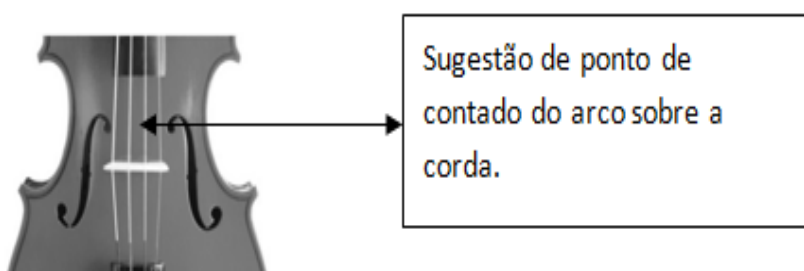 Sugestão de ponto de
contado do arco sobre a
corda.